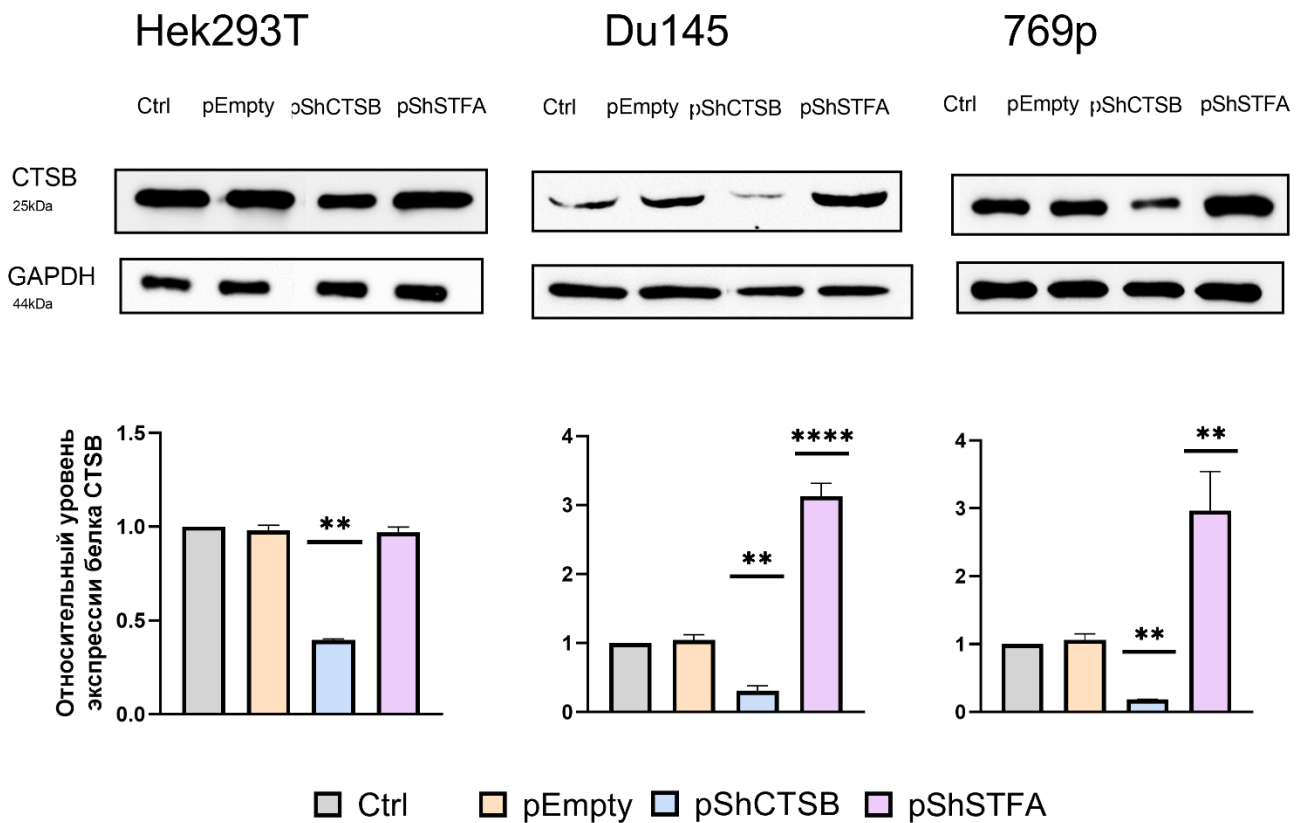 Hek293T Du145 769p
Ctrl pEmpty pShCTSB pShSTFA Ctrl pEmpty pShCTSB pShSTFA Ctrl pEmpty pShCTSB pShSTFA
CTSB
25kDa
GAPDH
44kDa
Относительный уровень
экспрессии белка CTSB
1.5
1.0
0.5
0.0
**
4
3
2
1
0
**
****
4
3
2
1
0
**
**
Ctrl pEmpty pShCTSB pShSTFA